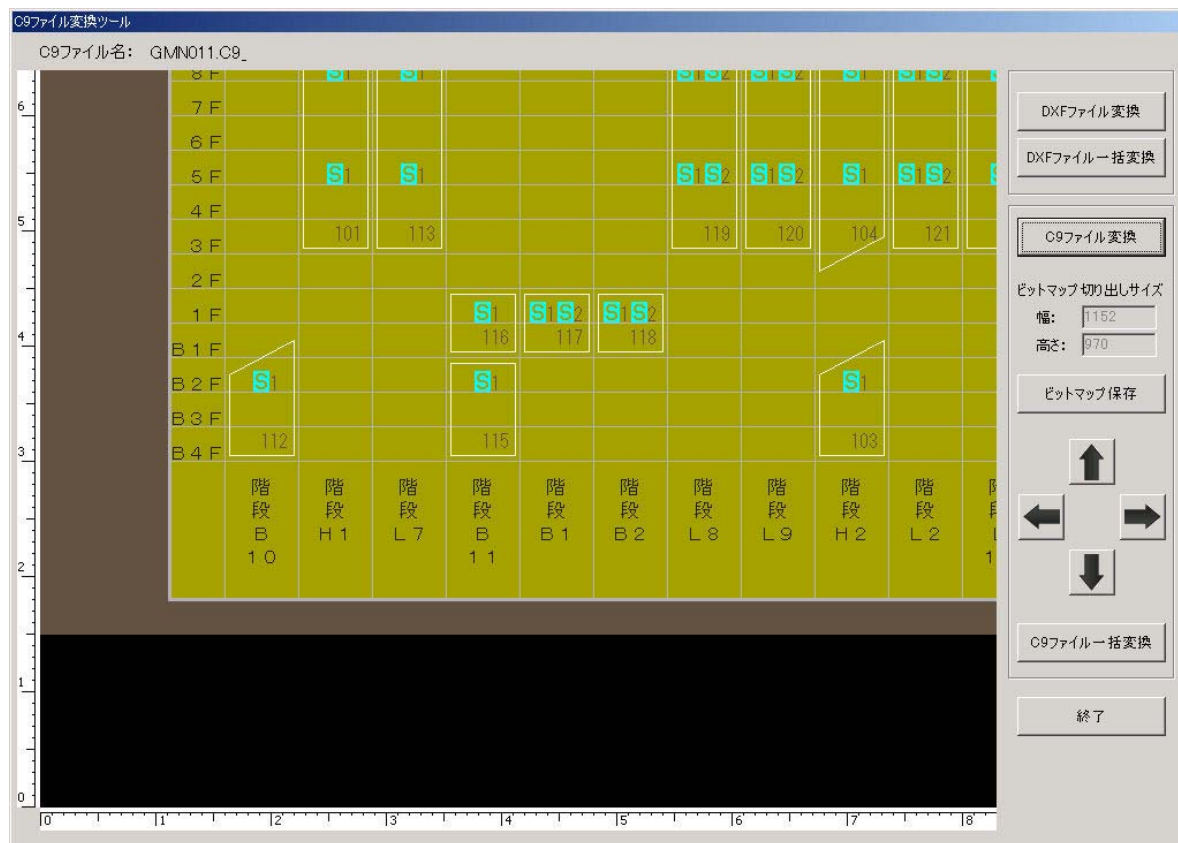 C9ファイル変換ツール
C9ファイル名: GMN011.C9_
8F S1 S1 S1S2 S1S2 S1 S1S2
7F
6F
5F S1 S1 S1S2 S1S2 S1 S1S2 S
4F
101 113 119 120 104 121
3F
2F
1F S1 S1S2 S1S2
116 117 118
B1F
B2F S1 S1 S1
B3F
112 115 103
B4F
階段B10 階段H1 階段L7 階段B11 階段B1 階段B2 階段L8 階段L9 階段H2 階段L2
DXFファイル変換
DXFファイル一括変換
C9ファイル変換
ビットマップ切り出しサイズ
幅: 1152
高さ: 970
ビットマップ保存
C9ファイル一括変換
終了
6
5
4
3
2
1
0
0 1 2 3 4 5 6 7 8